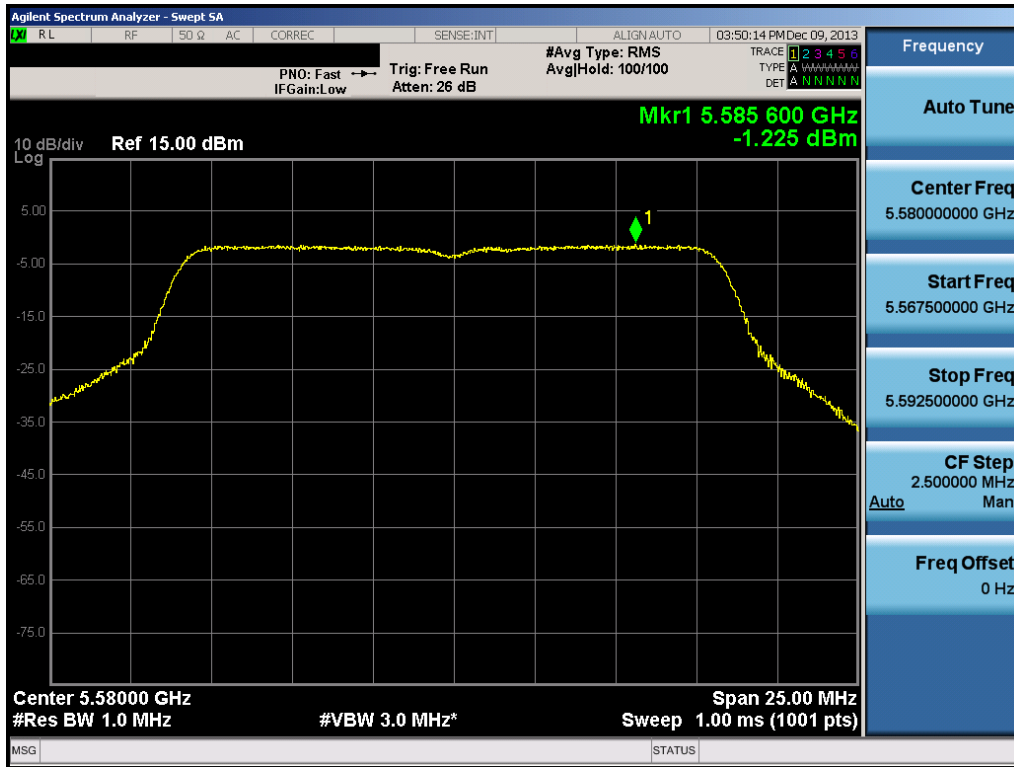 Agilent Spectrum Analyzer - Swept SA
LXI RL RF 50 Ω AC CORREC SENSE:INT ALIGN AUTO 03:50:14 PM Dec 09, 2013
Frequency
PNO: Fast
IFGain:Low
Trig: Free Run
Atten: 26 dB
#Avg Type: RMS
Avg|Hold: 100/100
TRACE 1 2 3 4 5 6
TYPE A WWWWW
DET A N N N N N
Mkr1 5.585 600 GHz
-1.225 dBm
10 dB/div Ref 15.00 dBm
Log
5.00
-5.00
-15.0
-25.0
-35.0
-45.0
-55.0
-65.0
-75.0
1
Center 5.58000 GHz Span 25.00 MHz
#Res BW 1.0 MHz #VBW 3.0 MHz* Sweep 1.00 ms (1001 pts)
MSG STATUS
Auto Tune
Center Freq
5.580000000 GHz
Start Freq
5.567500000 GHz
Stop Freq
5.592500000 GHz
CF Step
2.500000 MHz
Auto Man
Freq Offset
0 Hz